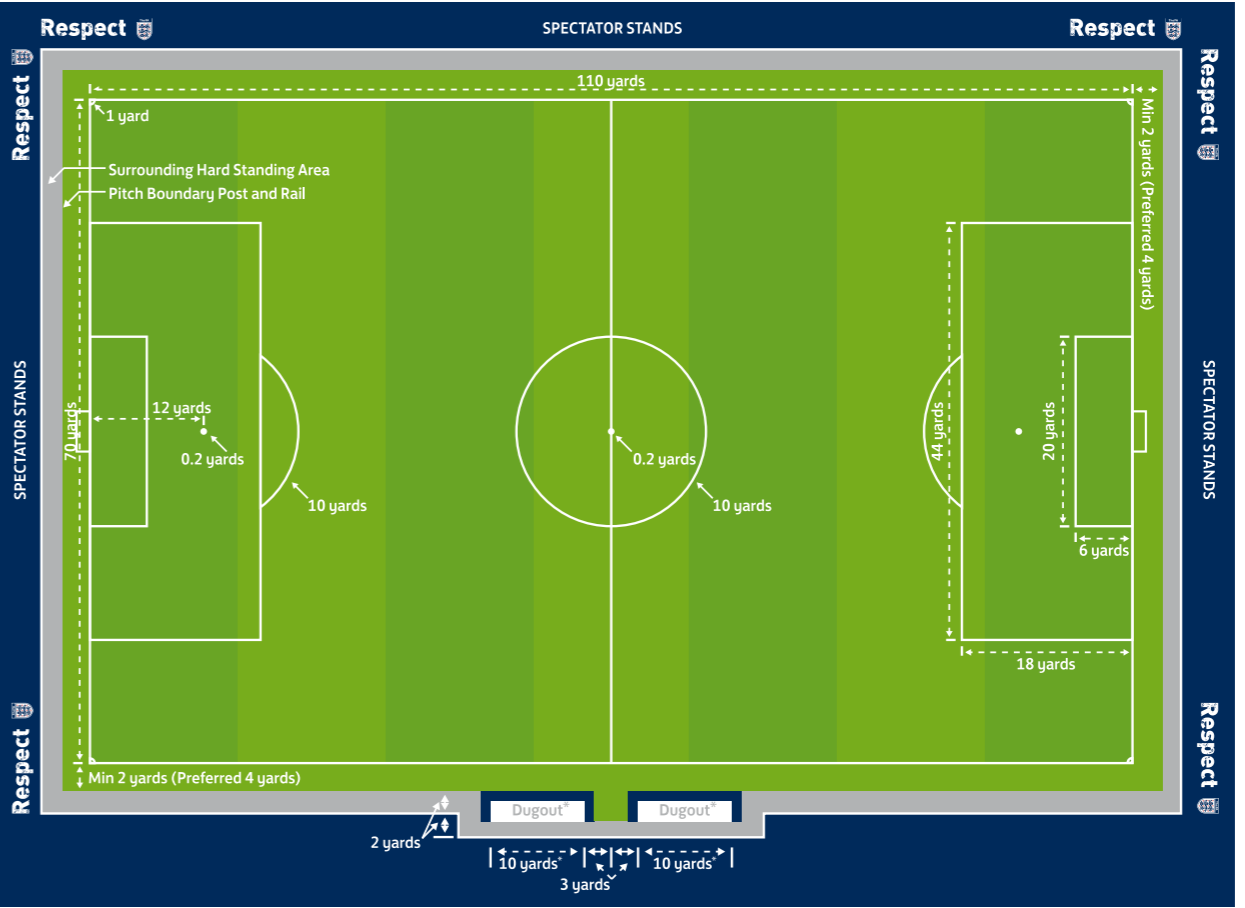 Respect
SPECTATOR STANDS
Respect
Respect
Respect
110 yards
1 yard
Min 2 yards (Preferred 4 yards)
Surrounding Hard Standing Area
Pitch Boundary Post and Rail
SPECTATOR STANDS
70 yards
12 yards
0.2 yards
10 yards
0.2 yards
10 yards
44 yards
20 yards
6 yards
18 yards
SPECTATOR STANDS
Respect
Respect
Min 2 yards (Preferred 4 yards)
Dugout*
Dugout*
2 yards
10 yards*
10 yards*
3 yards˅